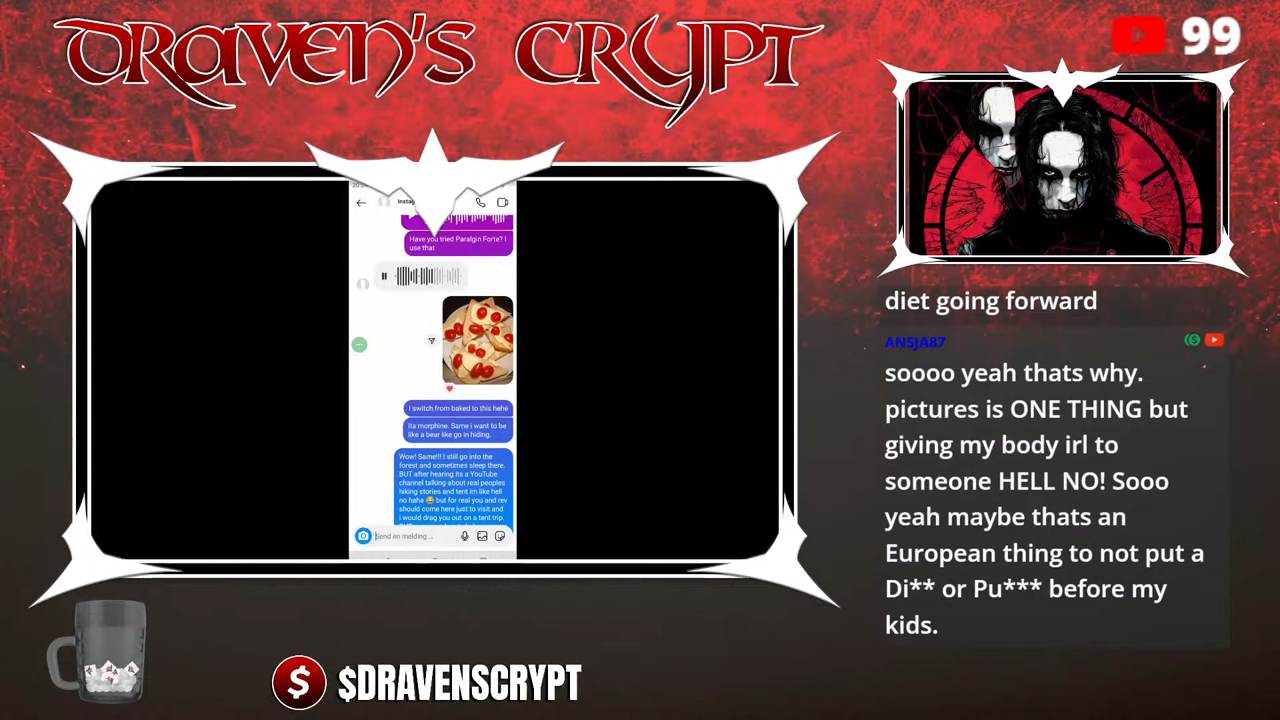 DRAVEN'S CRYPT
99
Have you tried Paralgin Forte? I
use that
I switch from baked to this hehe
Its morphine. Same i want to be
like a bear like go in hiding.
Wow! Same!!! I still go into the
forest and sometimes sleep there.
BUT after hearing its a YouTube
channel talking about real peoples
hiking stories and tent im like hell
no haha 😂 but for real you and rev
should come here just to visit and
i would drag you out on a tent trip.
Send en melding ...
diet going forward
ANSJA87
soooo yeah thats why.
pictures is ONE THING but
giving my body irl to
someone HELL NO! Sooo
yeah maybe thats an
European thing to not put a
Di** or Pu*** before my
kids.
$ $DRAVENSCRYPT